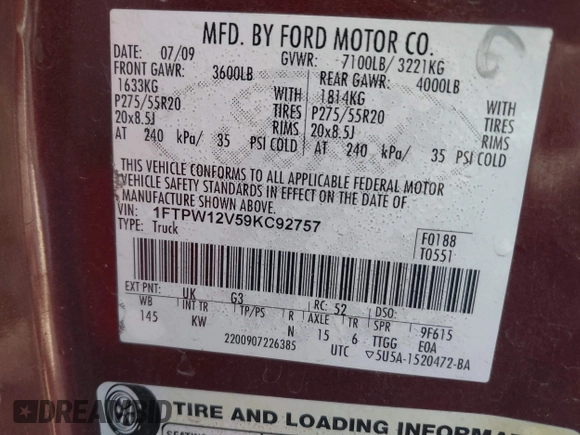 MFD. BY FORD MOTOR CO.
DATE: 07/09 GVWR: 7100LB/ 3221KG
FRONT GAWR: 3600LB REAR GAWR: 4000LB
1633KG 1814KG
P275/55R20 WITH TIRES P275/55R20 WITH TIRES
20x8.5J RIMS 20x8.5J RIMS
AT 240 kPa/ 35 PSI COLD AT 240 kPa/ 35 PSI COLD
THIS VEHICLE CONFORMS TO ALL APPLICABLE FEDERAL MOTOR
VEHICLE SAFETY STANDARDS IN EFFECT ON THE DATE OF
MANUFACTURE SHOWN ABOVE.
VIN: 1FTPW12V59KC92757
TYPE: Truck
F0188
T0551
EXT PNT: UK G3 RC: 52 DSO:
WB INT TR TP/PS R AXLE TR SPR 9F615
145 KW N 15 6 TTGG E0A
2200907226385 UTC ▽5U5A-1520472-BA
TIRE AND LOADING INFORMA
DREAMBID